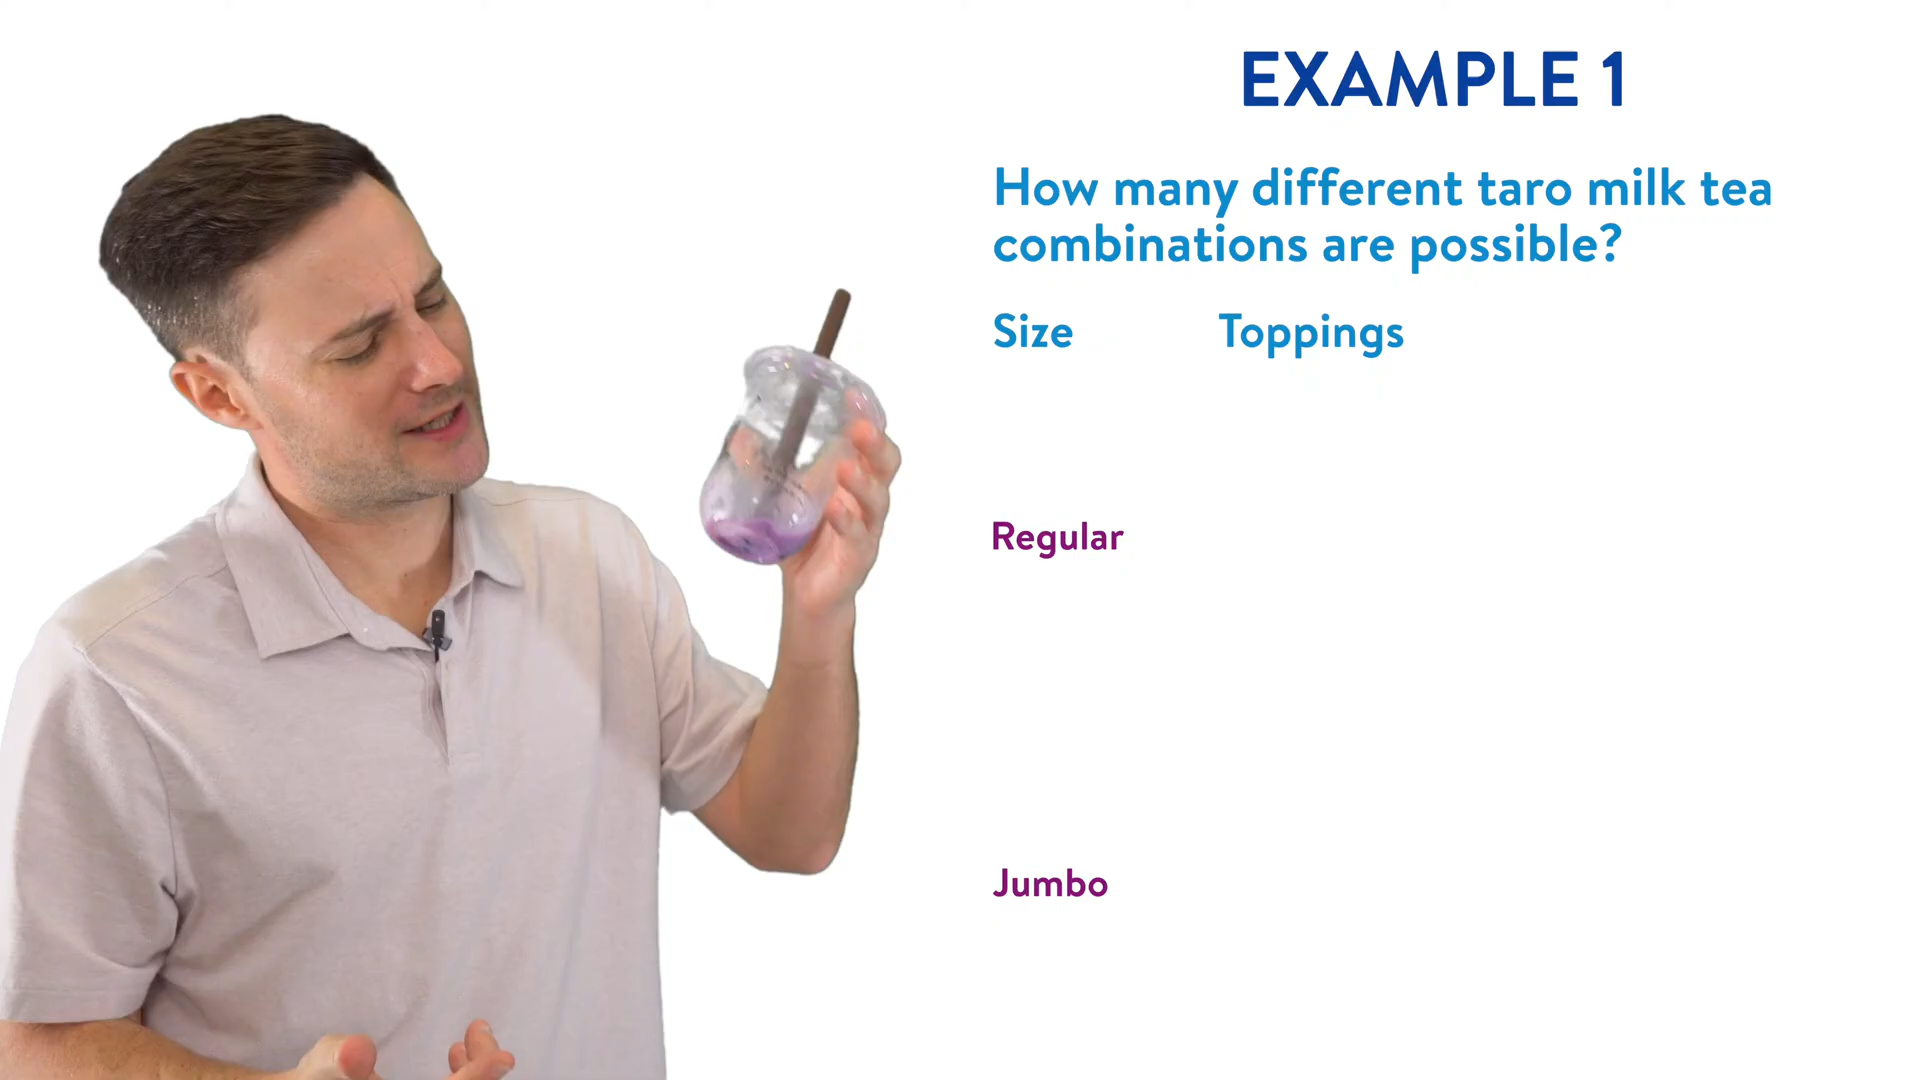 EXAMPLE 1
How many different taro milk tea
combinations are possible?
Size Toppings
Regular
Jumbo